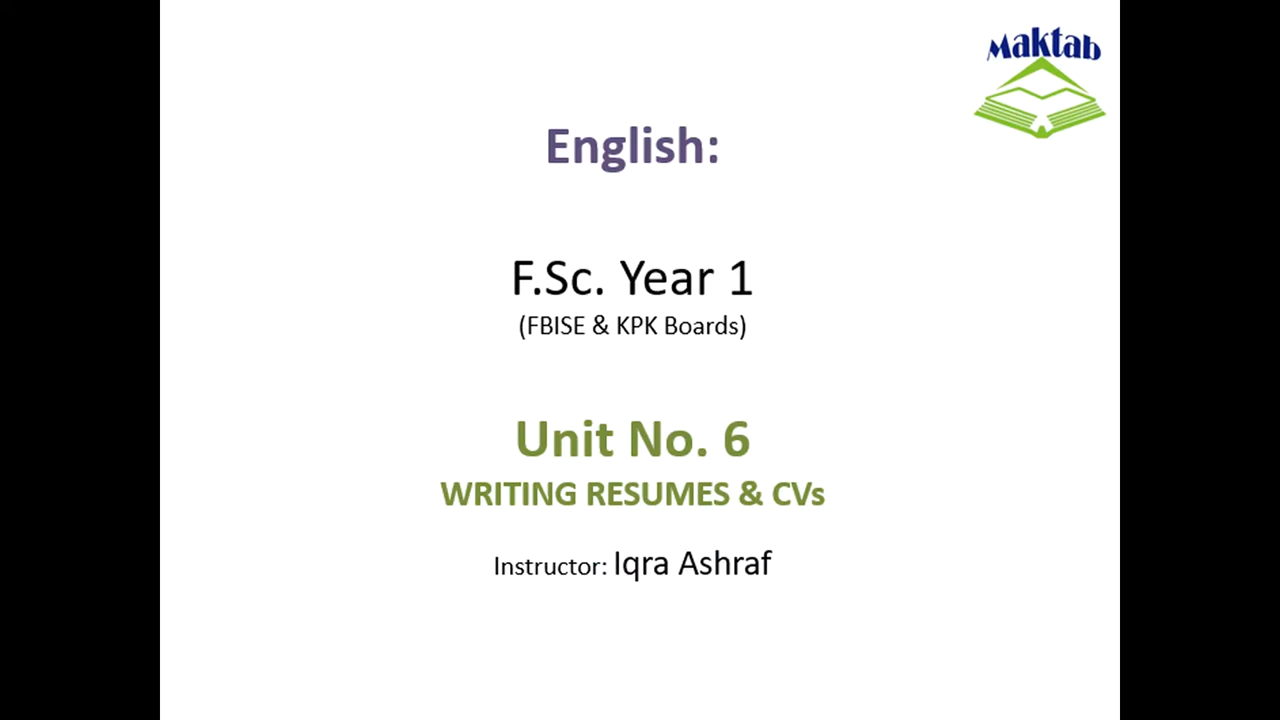 Maktab
English:
F.Sc. Year 1
(FBISE & KPK Boards)
Unit No. 6
WRITING RESUMES & CVs
Instructor: Iqra Ashraf